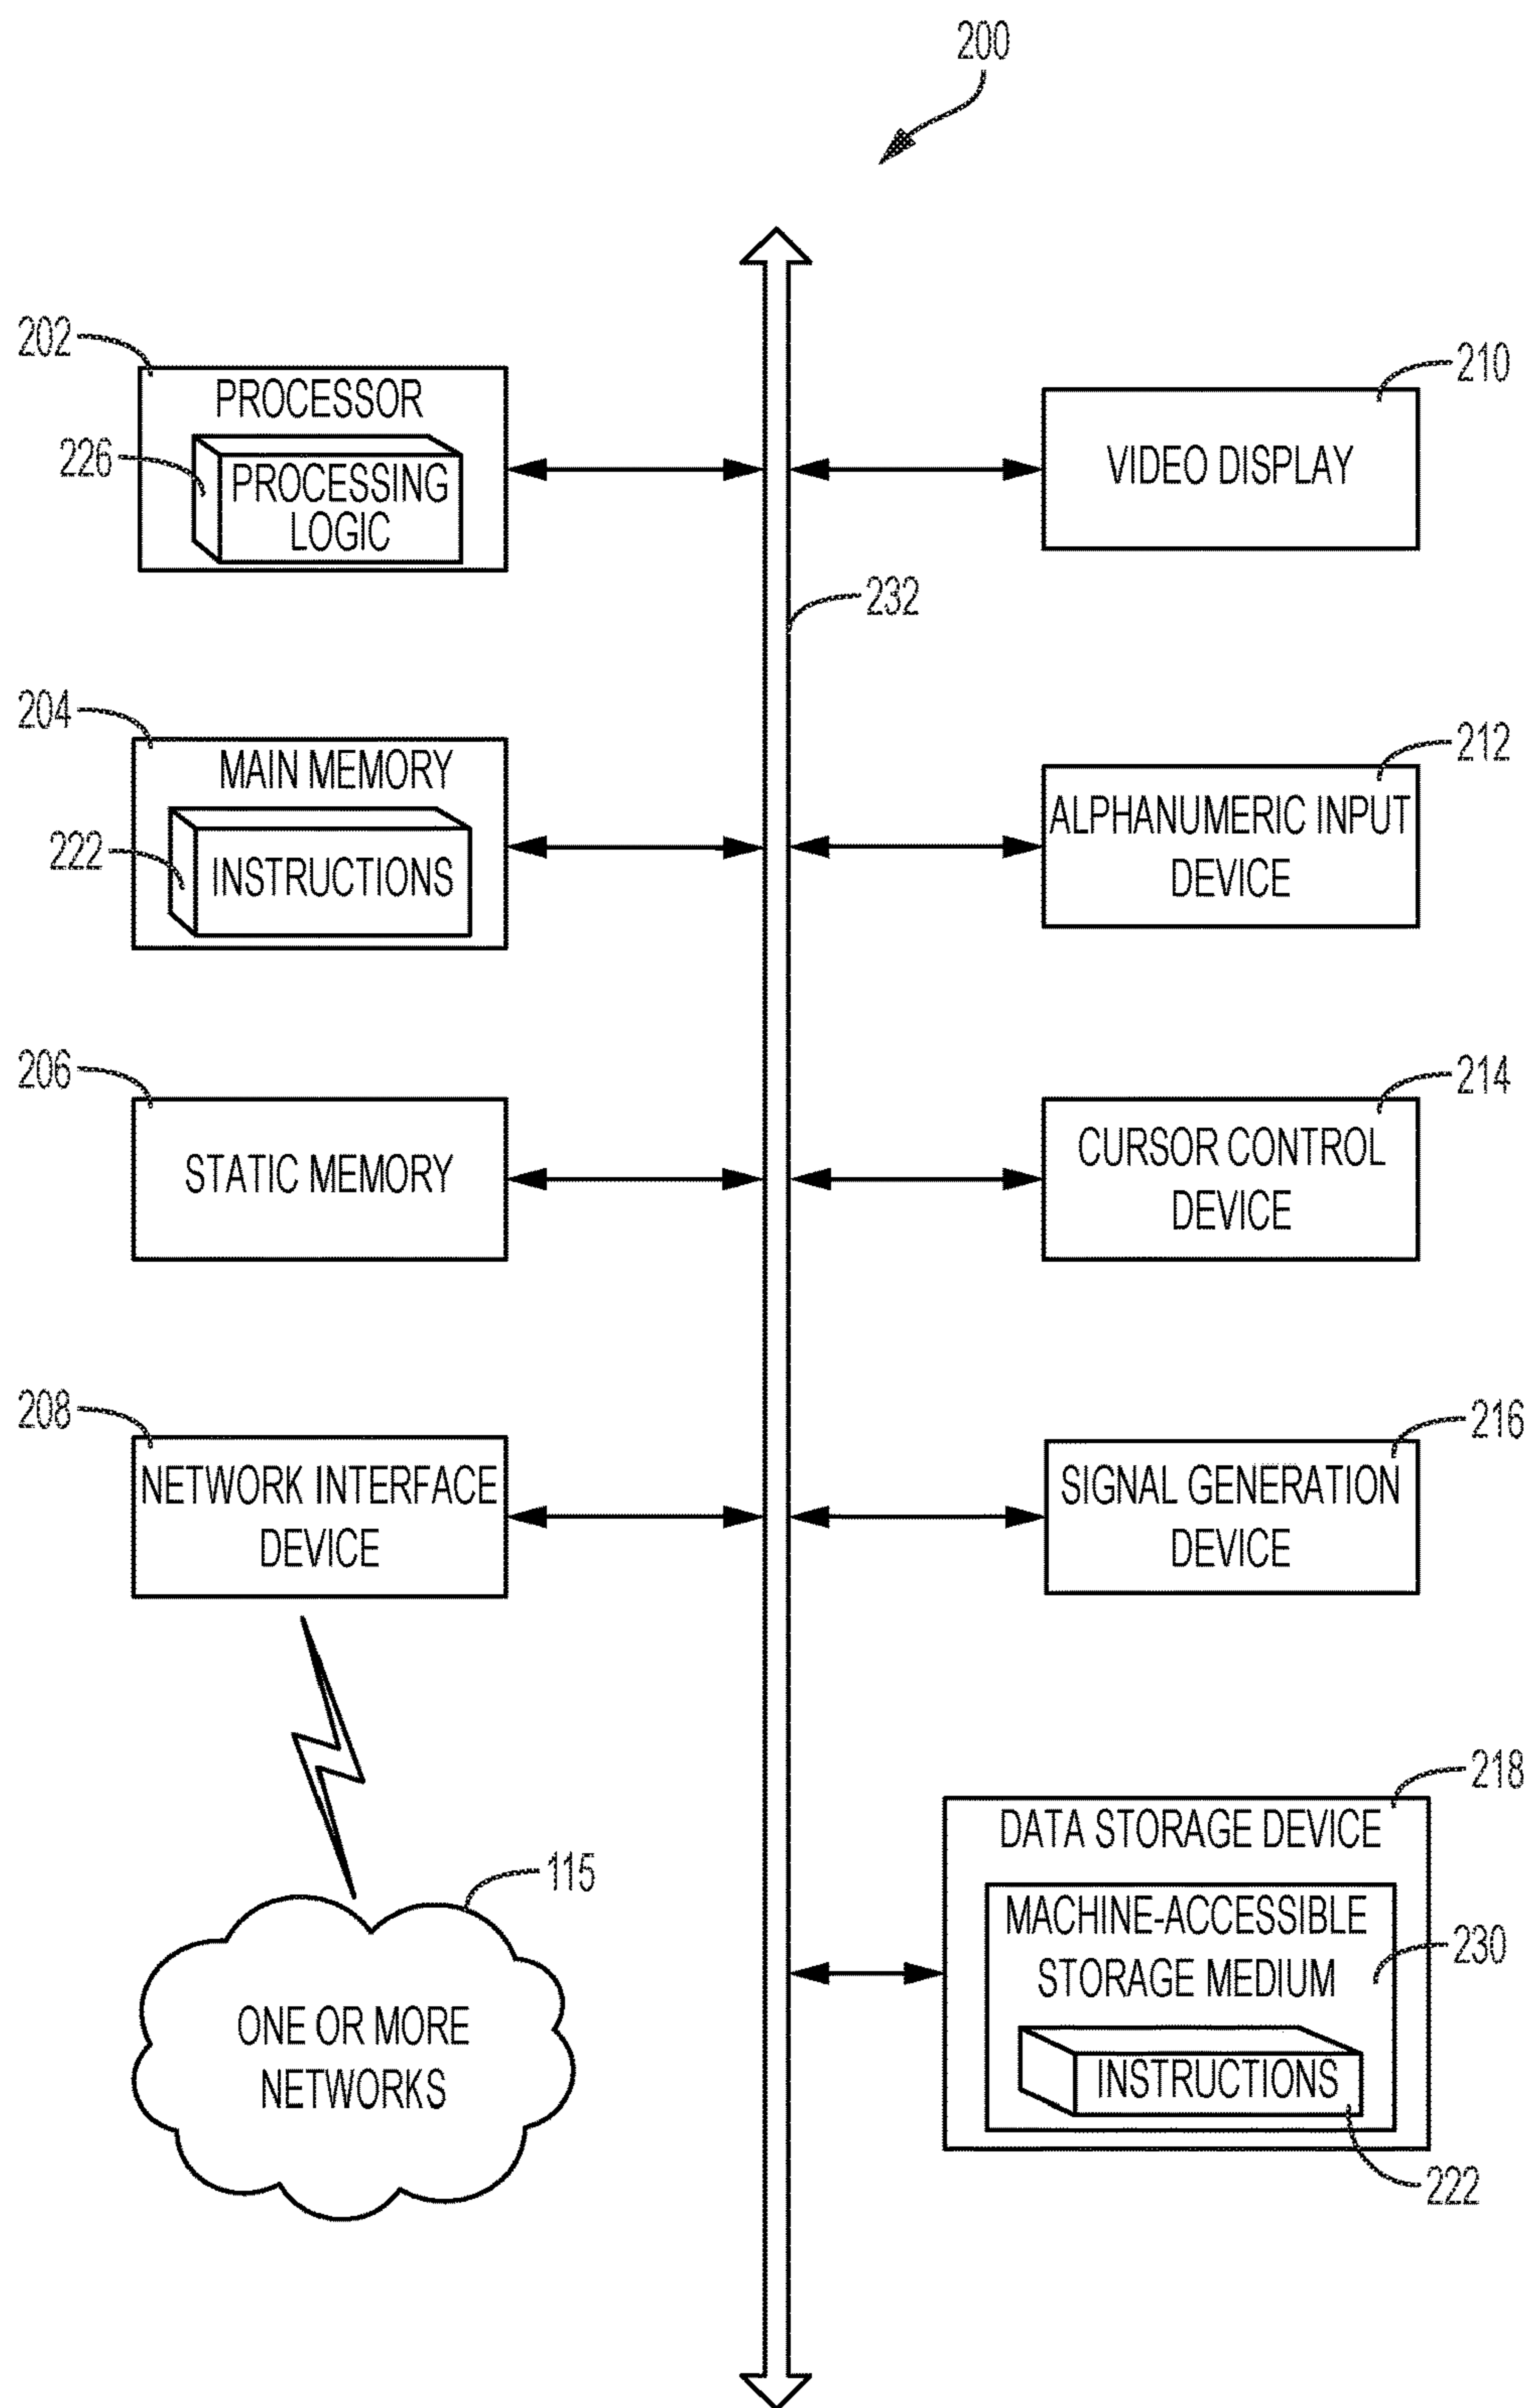 200
202
PROCESSOR
226
PROCESSING
LOGIC
210
VIDEO DISPLAY
232
204
MAIN MEMORY
222
INSTRUCTIONS
212
ALPHANUMERIC INPUT
DEVICE
206
STATIC MEMORY
214
CURSOR CONTROL
DEVICE
208
NETWORK INTERFACE
DEVICE
216
SIGNAL GENERATION
DEVICE
115
ONE OR MORE
NETWORKS
218
DATA STORAGE DEVICE
MACHINE-ACCESSIBLE
STORAGE MEDIUM
230
INSTRUCTIONS
222